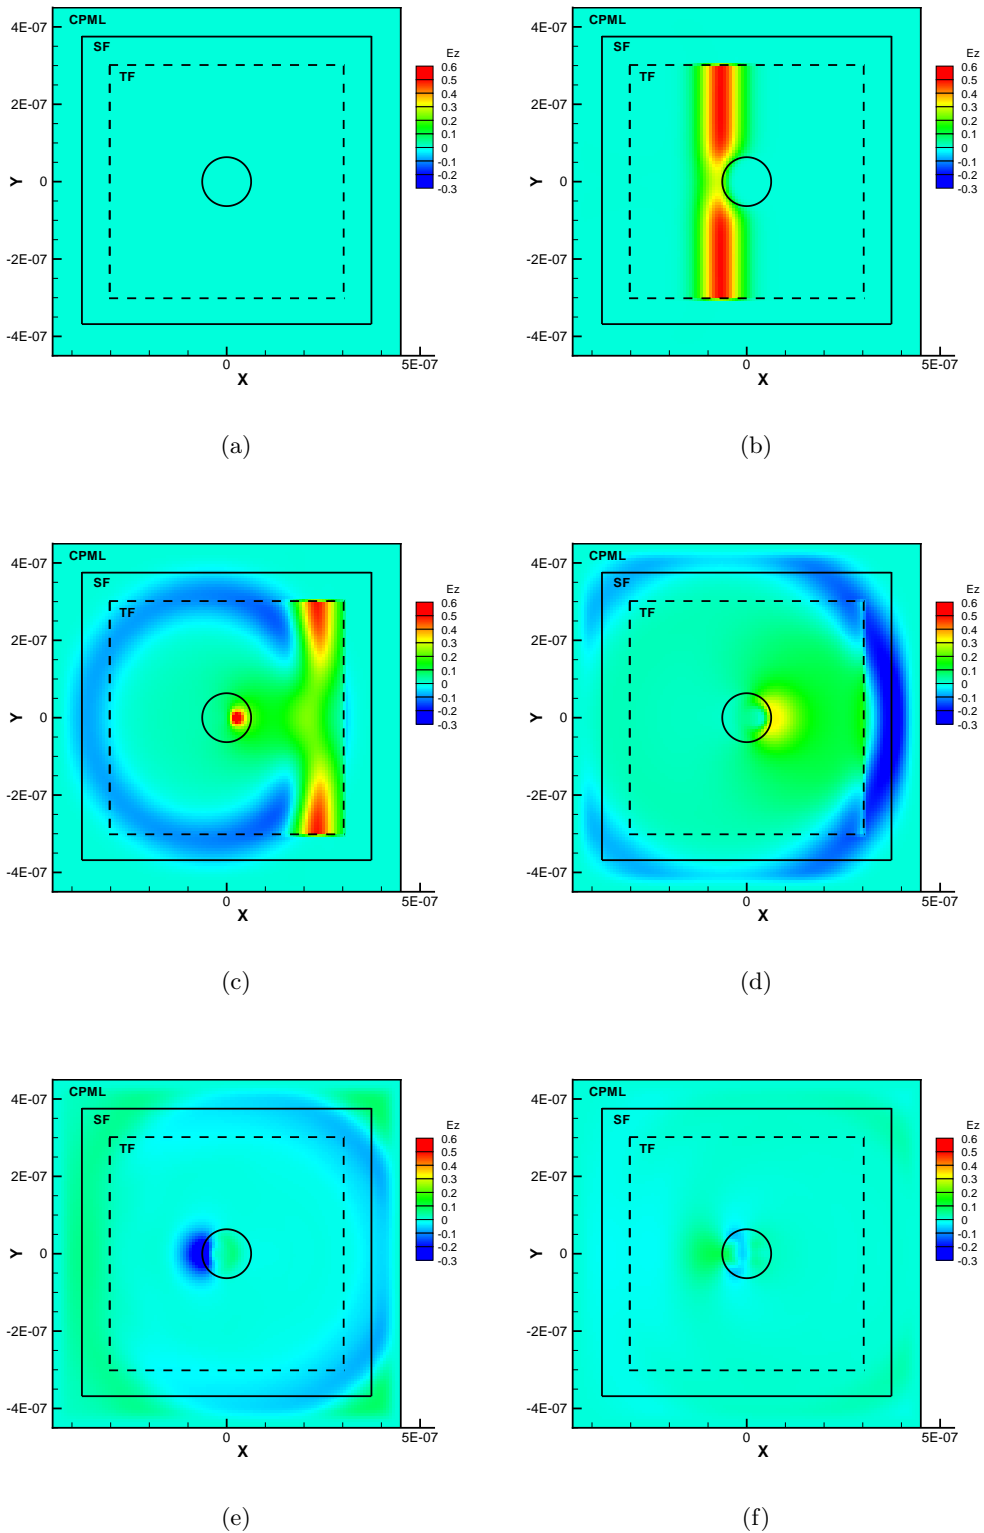 4E-07
2E-07
0
-2E-07
-4E-07
Y
CPML
SF
TF
0
5E-07
X
Ez
0.6
0.5
0.4
0.3
0.2
0.1
0
-0.1
-0.2
-0.3
(a)
4E-07
2E-07
0
-2E-07
-4E-07
Y
CPML
SF
TF
0
5E-07
X
Ez
0.6
0.5
0.4
0.3
0.2
0.1
0
-0.1
-0.2
-0.3
(b)
4E-07
2E-07
0
-2E-07
-4E-07
Y
CPML
SF
TF
0
5E-07
X
Ez
0.6
0.5
0.4
0.3
0.2
0.1
0
-0.1
-0.2
-0.3
(c)
4E-07
2E-07
0
-2E-07
-4E-07
Y
CPML
SF
TF
0
5E-07
X
Ez
0.6
0.5
0.4
0.3
0.2
0.1
0
-0.1
-0.2
-0.3
(d)
4E-07
2E-07
0
-2E-07
-4E-07
Y
CPML
SF
TF
0
5E-07
X
Ez
0.6
0.5
0.4
0.3
0.2
0.1
0
-0.1
-0.2
-0.3
(e)
4E-07
2E-07
0
-2E-07
-4E-07
Y
CPML
SF
TF
0
5E-07
X
Ez
0.6
0.5
0.4
0.3
0.2
0.1
0
-0.1
-0.2
-0.3
(f)